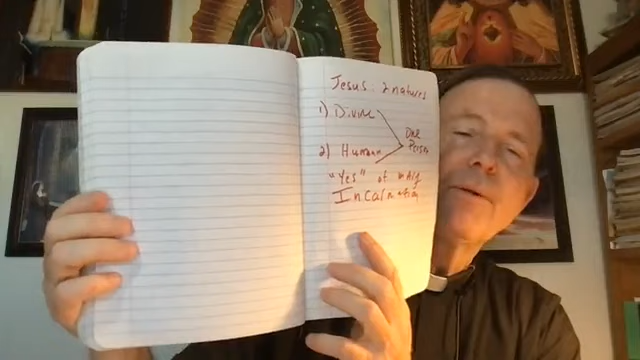 Jesus: 2 natures
1) Divine
One
Person
2) Human
"Yes" of Mary
Incarnation